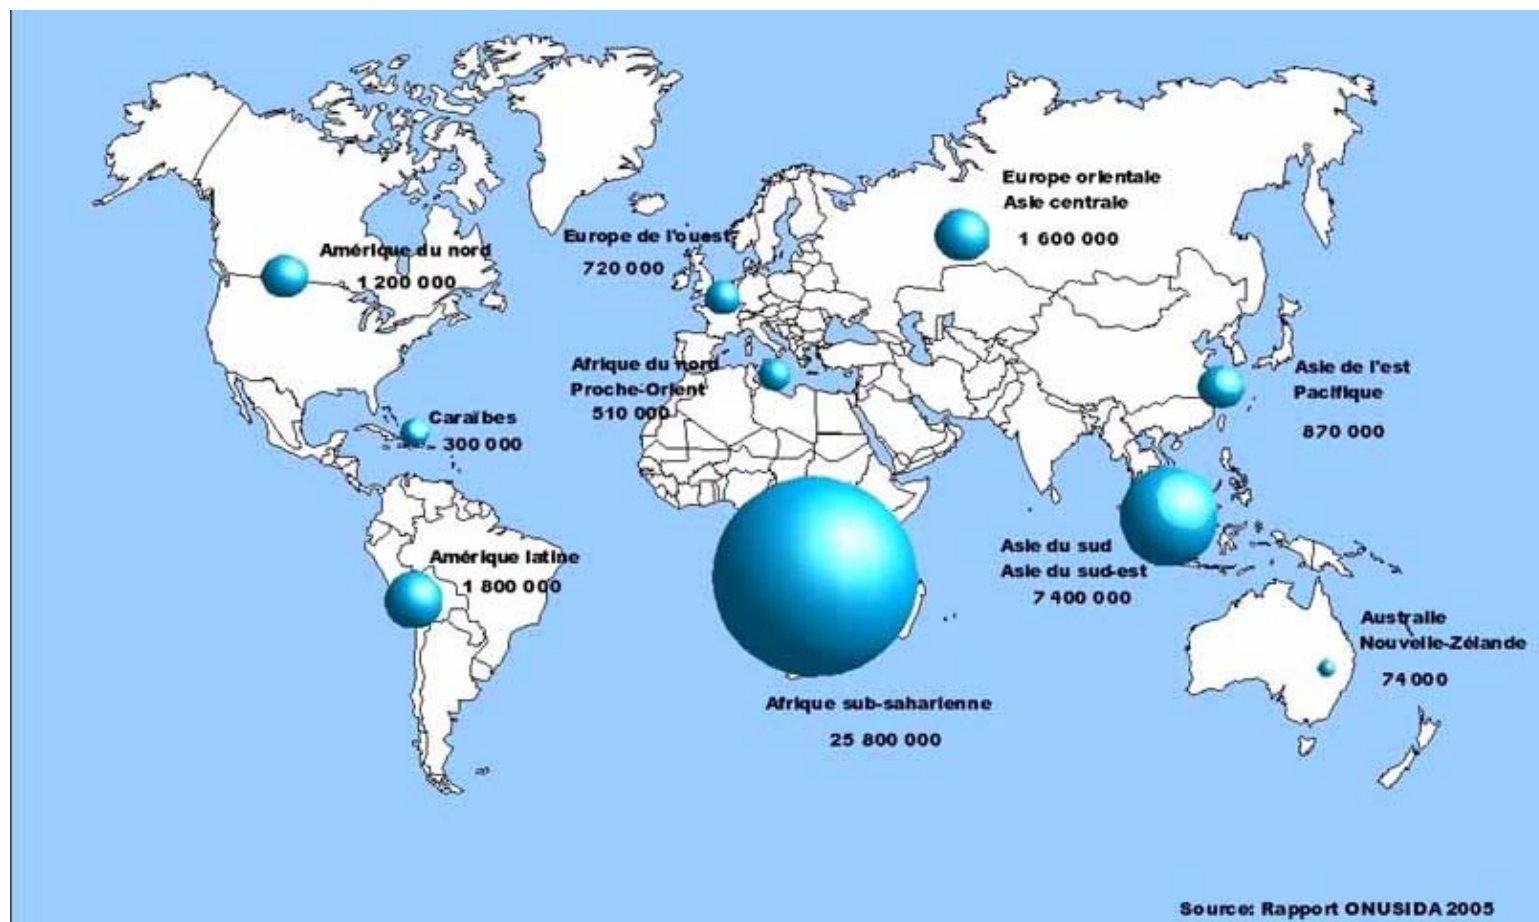 Europe orientale
Asie centrale
1 600 000
Europe de l'ouest
720 000
Amérique du nord
1 200 000
Afrique du nord
Proche-Orient
510 000
Asie de l'est
Pacifique
870 000
Caraïbes
300 000
Amérique latine
1 800 000
Asie du sud
Asie du sud-est
7 400 000
Australie
Nouvelle-Zélande
74 000
Afrique sub-saharienne
25 800 000
Source: Rapport ONUSIDA 2005